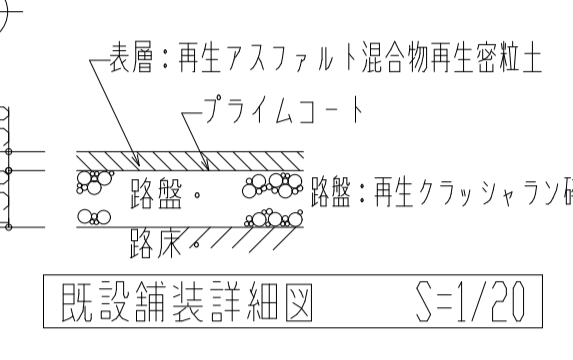 表層：再生アスファルト混合物再生密粒土
プライムコート
路盤
路盤：再生クラッシャラン
路床
既設舗装詳細図 S=1/20